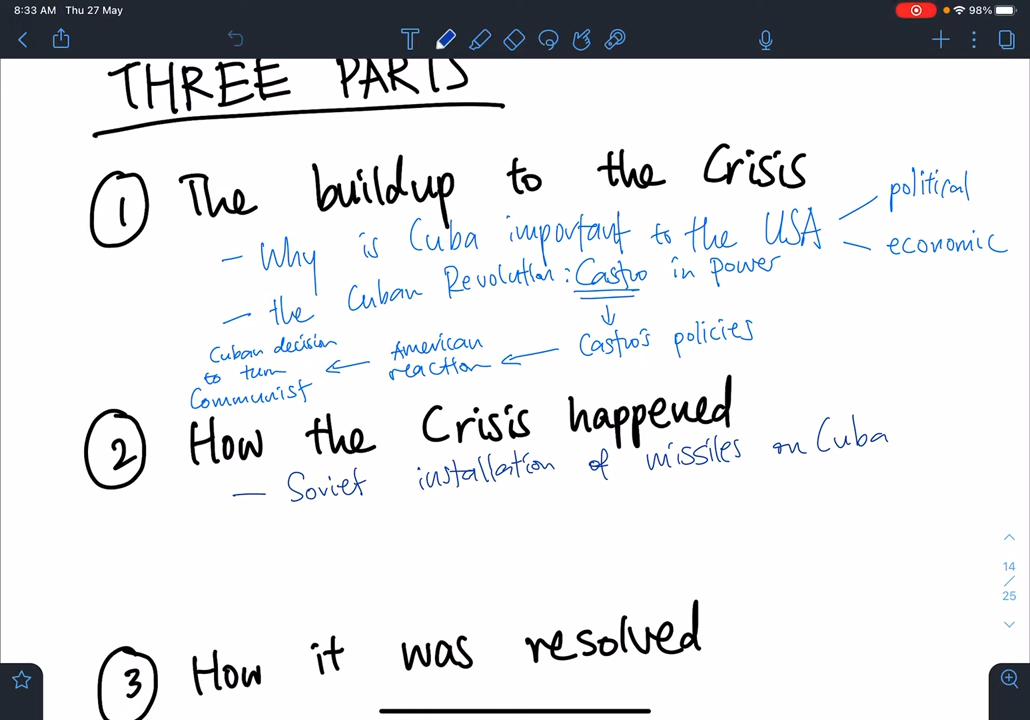 8:33 AM Thu 27 May
98%
THREE PARTS
1 The buildup to the Crisis
- Why is Cuba important to the USA
political
economic
- the Cuban Revolution: Castro in power
Castro's policies
American reaction
Cuban decision
to turn
Communist
2 How the Crisis happened
- Soviet installation of missiles on Cuba
3 How it was resolved
14
/
25